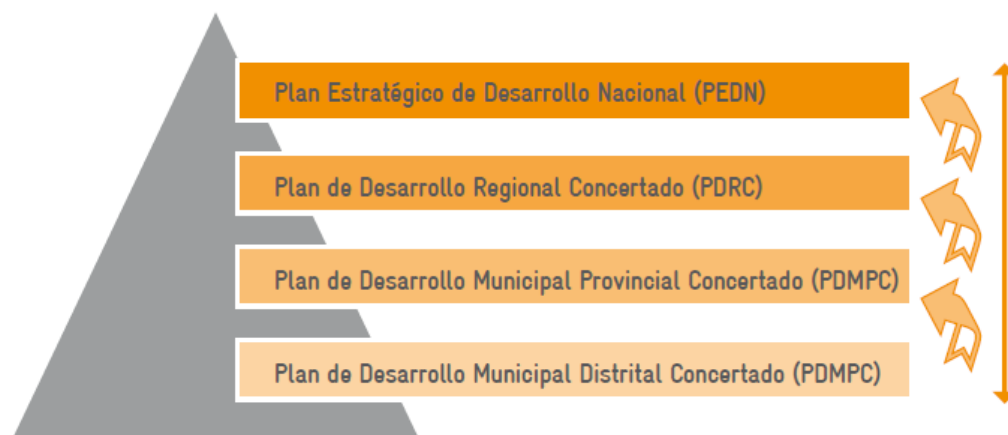 Plan Estratégico de Desarrollo Nacional (PEDN)
Plan de Desarrollo Regional Concertado (PDRC)
Plan de Desarrollo Municipal Provincial Concertado (PDMPC)
Plan de Desarrollo Municipal Distrital Concertado (PDMPC)